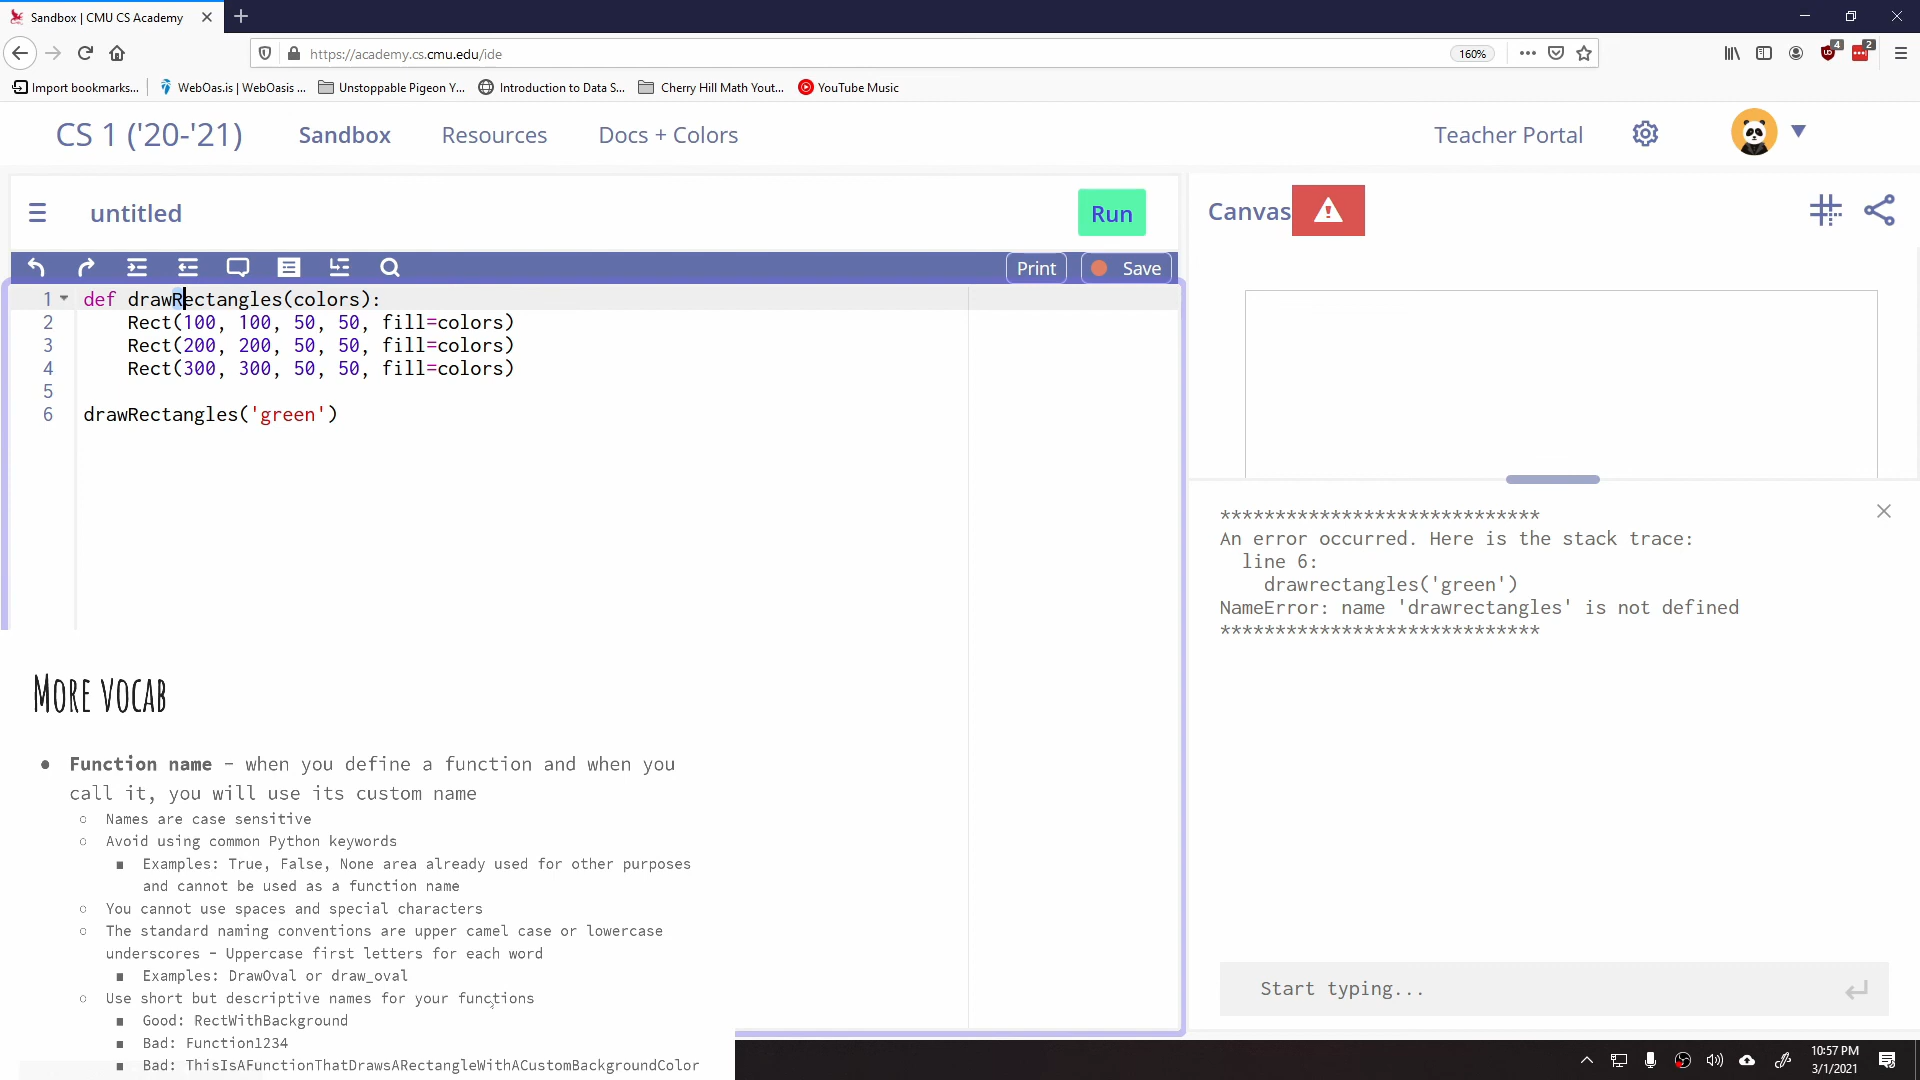 Sandbox | CMU CS Academy
https://academy.cs.cmu.edu/ide
160%
4
2
Import bookmarks...
WebOas.is | WebOasis ...
Unstoppable Pigeon Y...
Introduction to Data S...
Cherry Hill Math Yout...
YouTube Music
CS 1 ('20-'21)
Sandbox
Resources
Docs + Colors
Teacher Portal
untitled
Run
Canvas
Print
Save
1 def drawRectangles(colors):
2 Rect(100, 100, 50, 50, fill=colors)
3 Rect(200, 200, 50, 50, fill=colors)
4 Rect(300, 300, 50, 50, fill=colors)
5
6 drawRectangles('green')
*****************************
An error occurred. Here is the stack trace:
line 6:
drawrectangles('green')
NameError: name 'drawrectangles' is not defined
*****************************
Start typing...
More vocab
● Function name - when you define a function and when you
call it, you will use its custom name
○ Names are case sensitive
○ Avoid using common Python keywords
■ Examples: True, False, None area already used for other purposes
and cannot be used as a function name
○ You cannot use spaces and special characters
○ The standard naming conventions are upper camel case or lowercase
underscores - Uppercase first letters for each word
■ Examples: DrawOval or draw_oval
○ Use short but descriptive names for your functions
■ Good: RectWithBackground
■ Bad: Function1234
■ Bad: ThisIsAFunctionThatDrawsARectangleWithACustomBackgroundColor
10:57 PM
3/1/2021